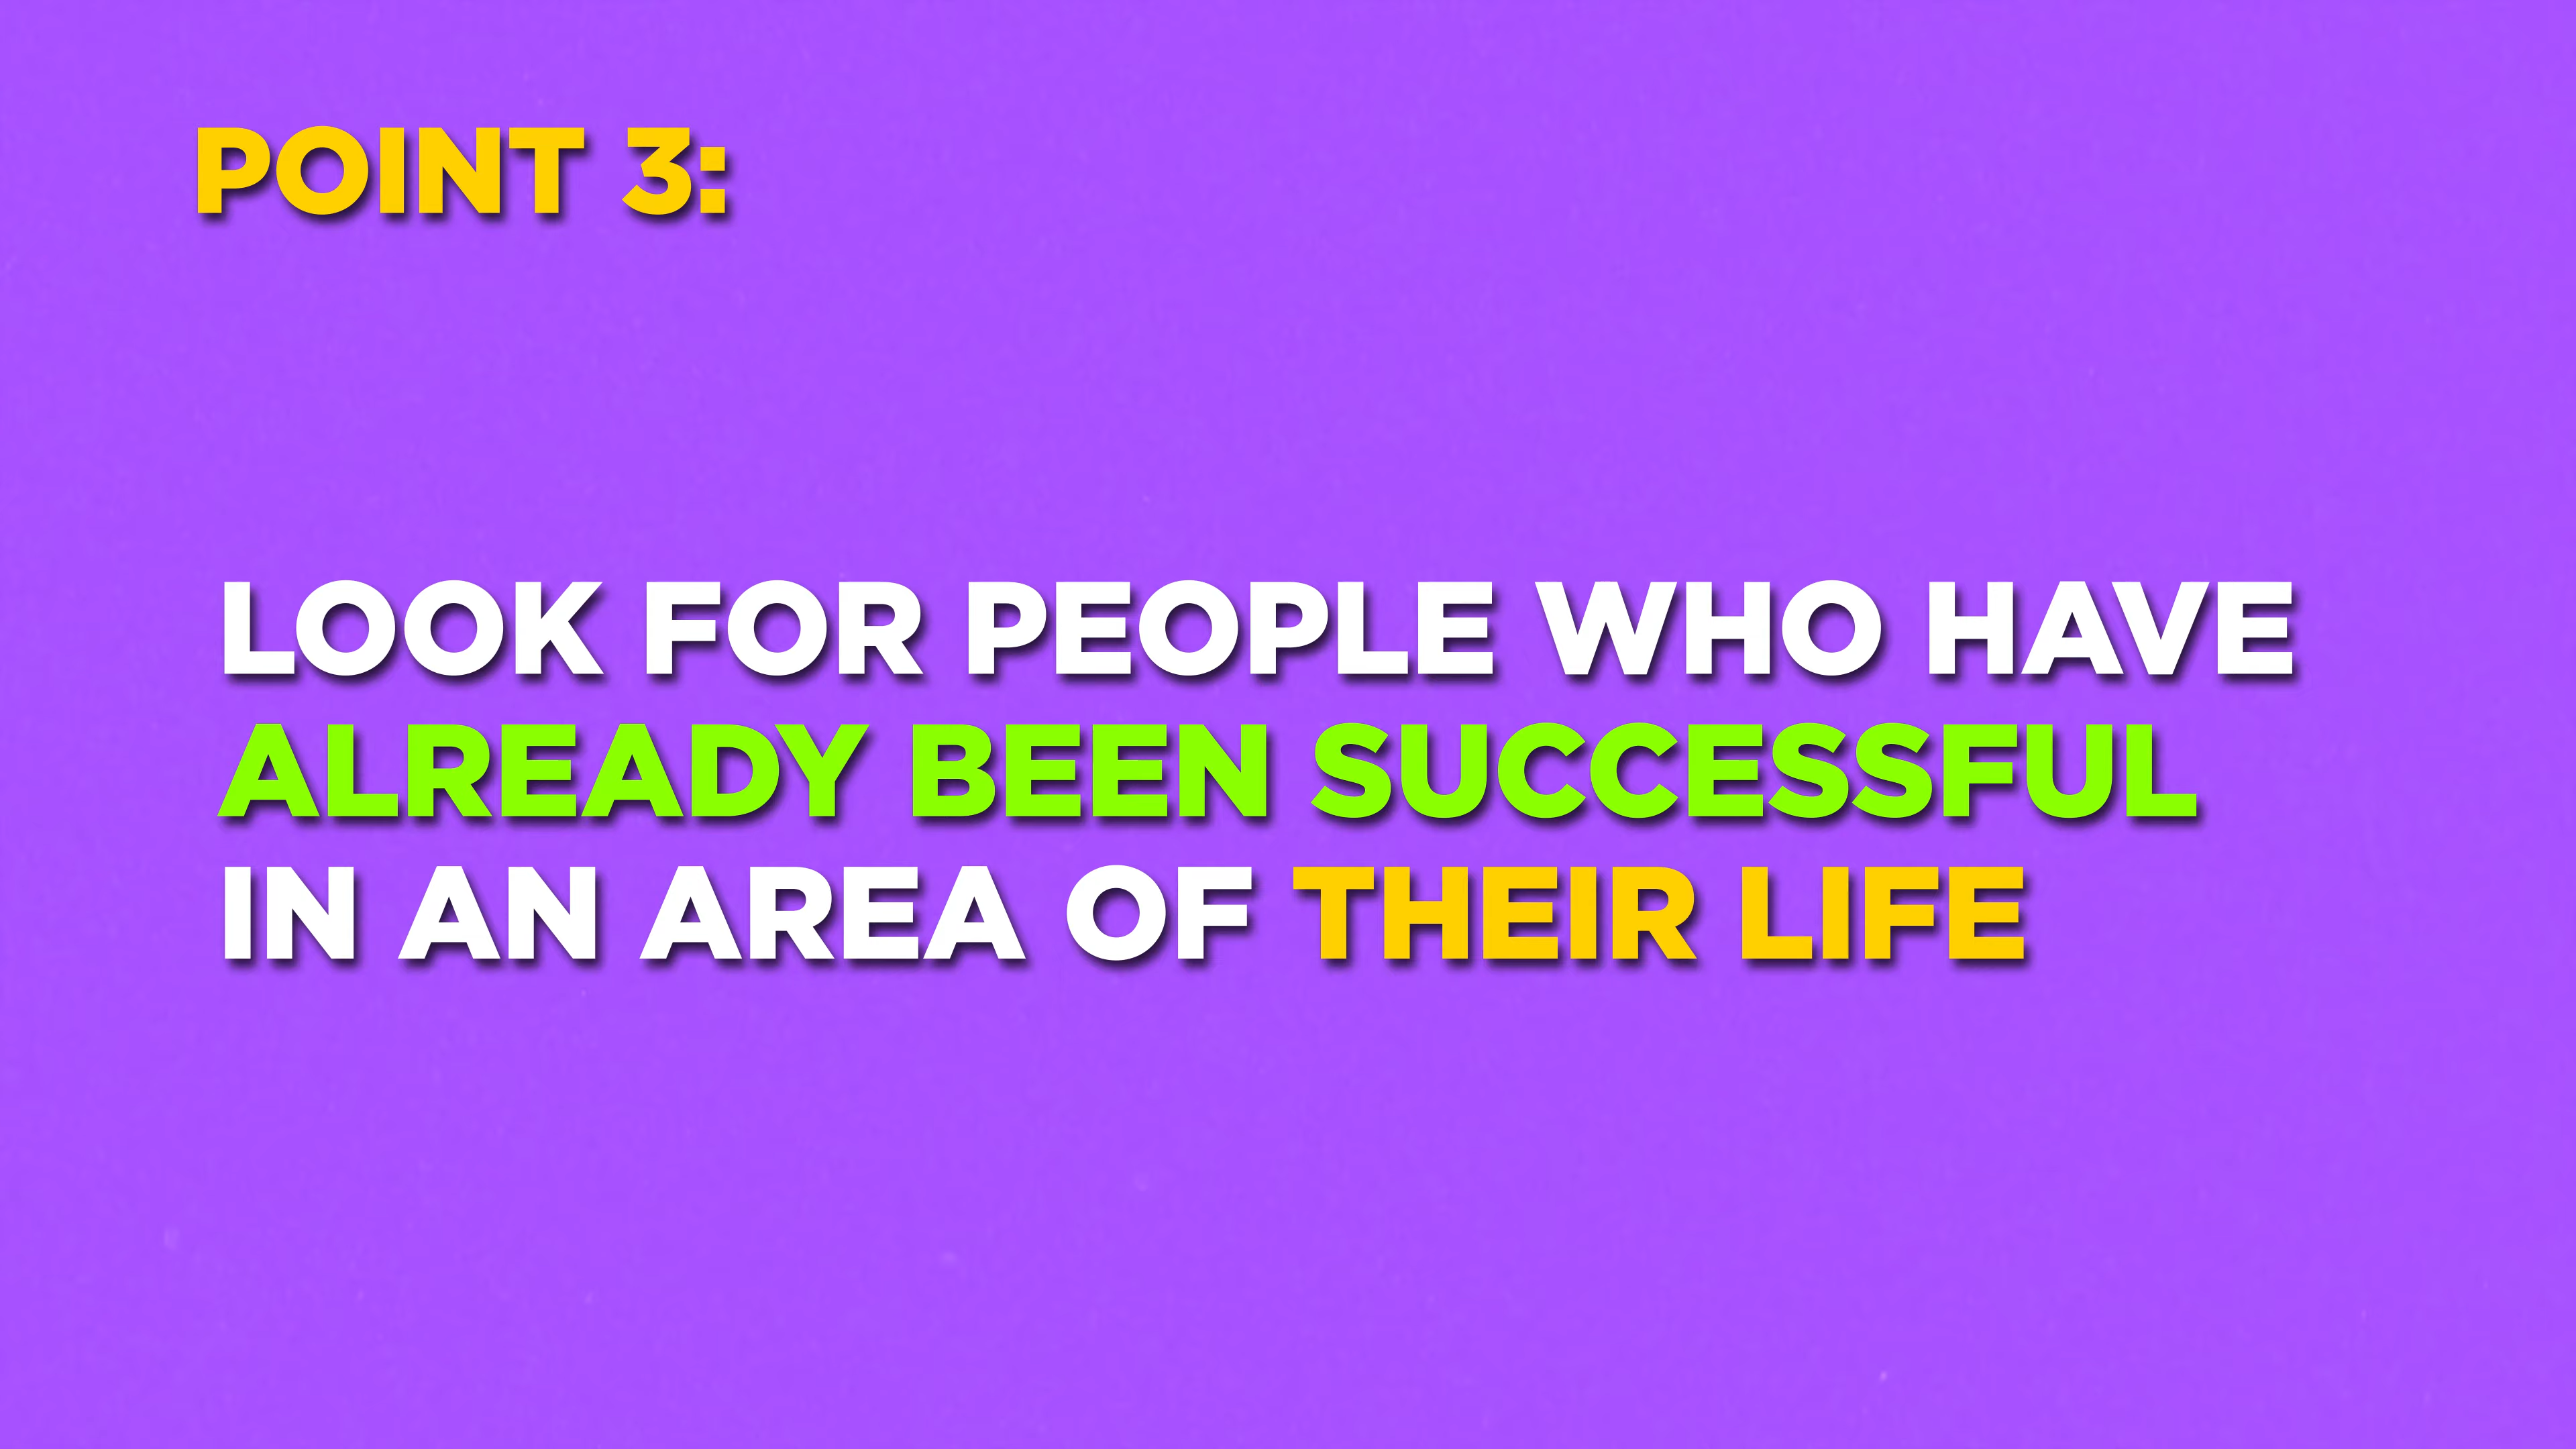 POINT 3:
LOOK FOR PEOPLE WHO HAVE
ALREADY BEEN SUCCESSFUL
IN AN AREA OF THEIR LIFE